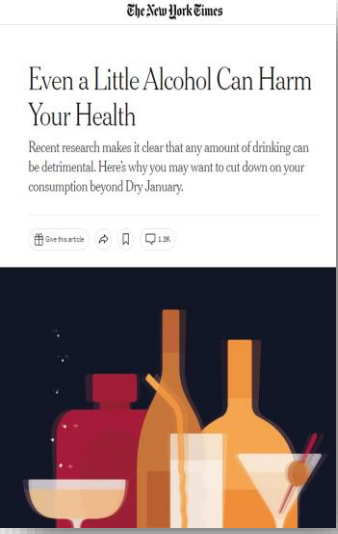 The New York Times
Even a Little Alcohol Can Harm
Your Health
Recent research makes it clear that any amount of drinking can
be detrimental. Here's why you may want to cut down on your
consumption beyond Dry January.
Give this article
1.3K